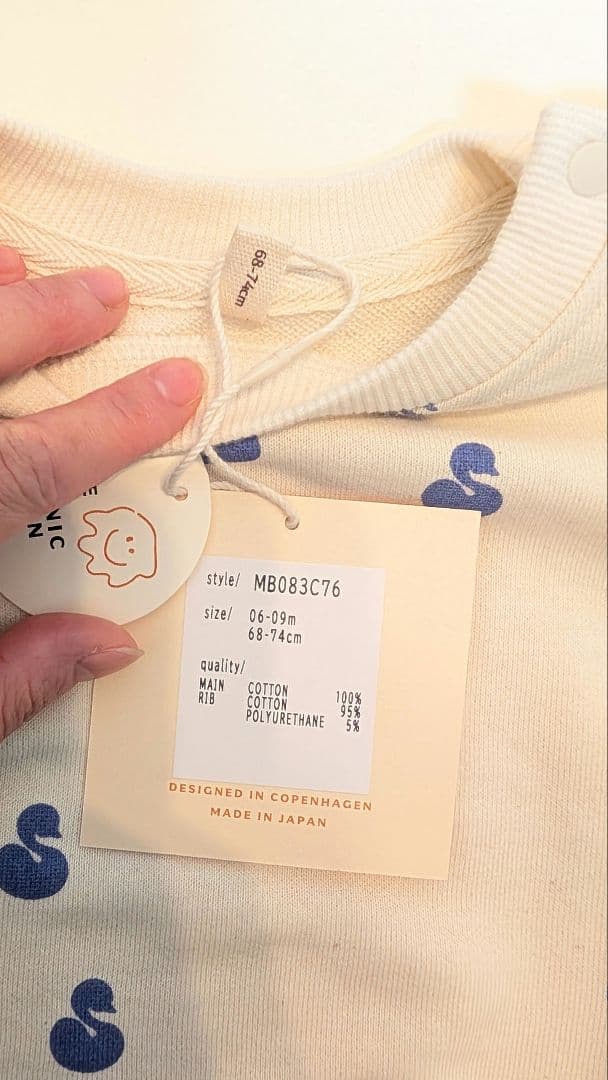 68-74cm
style/ MB083C76
size/ 06-09m
68-74cm
quality/
MAIN COTTON 100%
RIB COTTON 95%
POLYURETHANE 5%
DESIGNED IN COPENHAGEN
MADE IN JAPAN